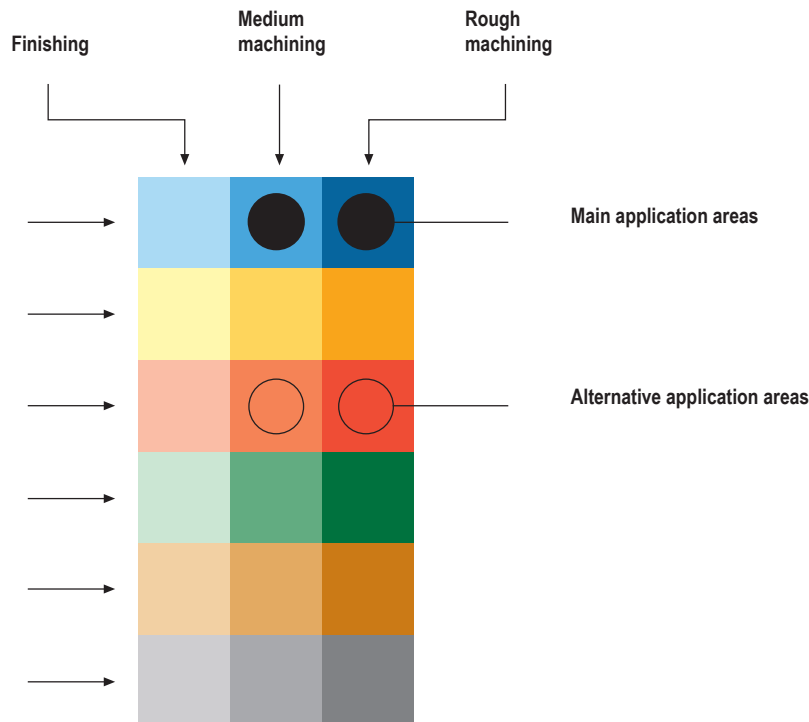 Finishing
Medium
machining
Rough
machining
Main application areas
Alternative application areas